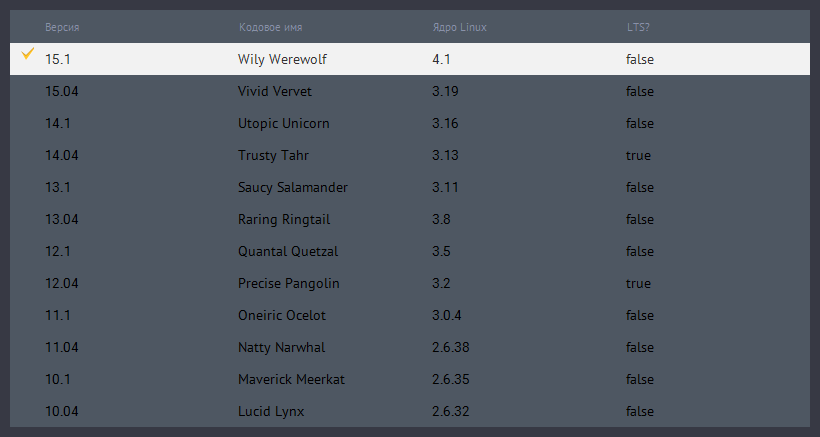 Версия Кодовое имя Ядро Linux LTS?
15.1 Wily Werewolf 4.1 false
15.04 Vivid Vervet 3.19 false
14.1 Utopic Unicorn 3.16 false
14.04 Trusty Tahr 3.13 true
13.1 Saucy Salamander 3.11 false
13.04 Raring Ringtail 3.8 false
12.1 Quantal Quetzal 3.5 false
12.04 Precise Pangolin 3.2 true
11.1 Oneiric Ocelot 3.0.4 false
11.04 Natty Narwhal 2.6.38 false
10.1 Maverick Meerkat 2.6.35 false
10.04 Lucid Lynx 2.6.32 false